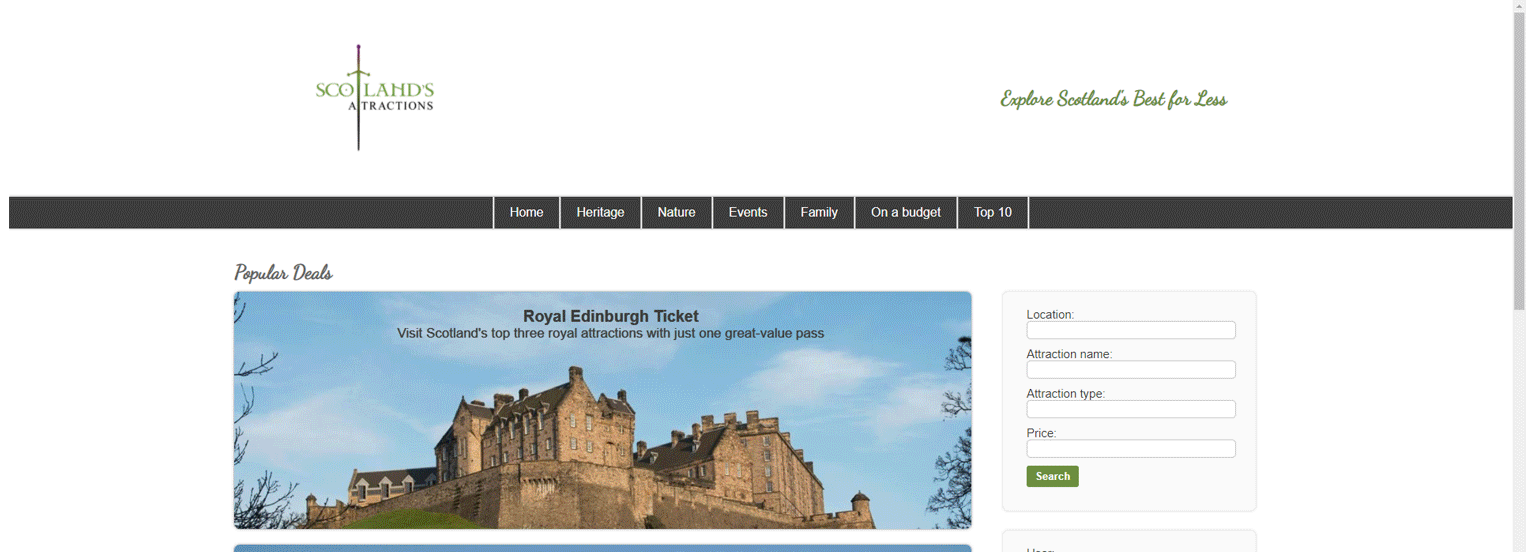 SCOTLAND'S
ATTRACTIONS
Explore Scotland's Best for Less
Home Heritage Nature Events Family On a budget Top 10
Popular Deals
Royal Edinburgh Ticket
Visit Scotland's top three royal attractions with just one great-value pass
Location:
Attraction name:
Attraction type:
Price:
Search